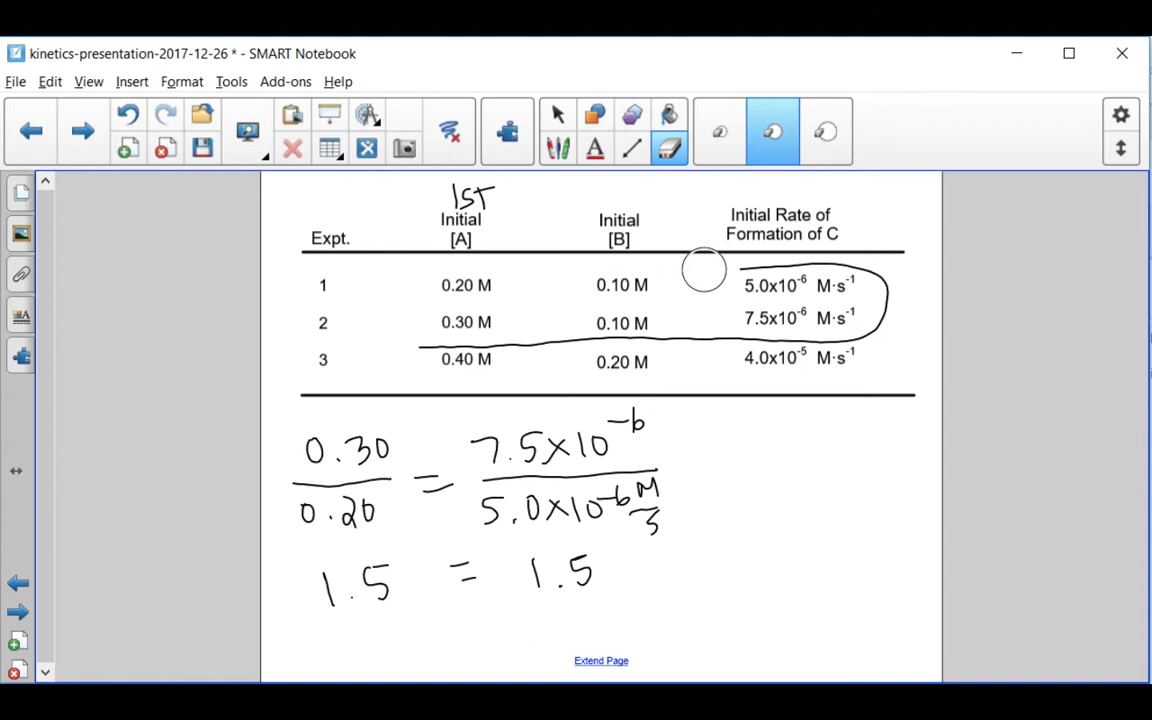 kinetics-presentation-2017-12-26 * - SMART Notebook
File Edit View Insert Format Tools Add-ons Help
1ST
Expt. Initial [A] Initial [B] Initial Rate of Formation of C
1 0.20 M 0.10 M 5.0x10⁻⁶ M·s⁻¹
2 0.30 M 0.10 M 7.5x10⁻⁶ M·s⁻¹
3 0.40 M 0.20 M 4.0x10⁻⁵ M·s⁻¹
0.30 = 7.5x10⁻⁶
0.20 5.0x10⁻⁶ M/s
1.5 = 1.5
Extend Page